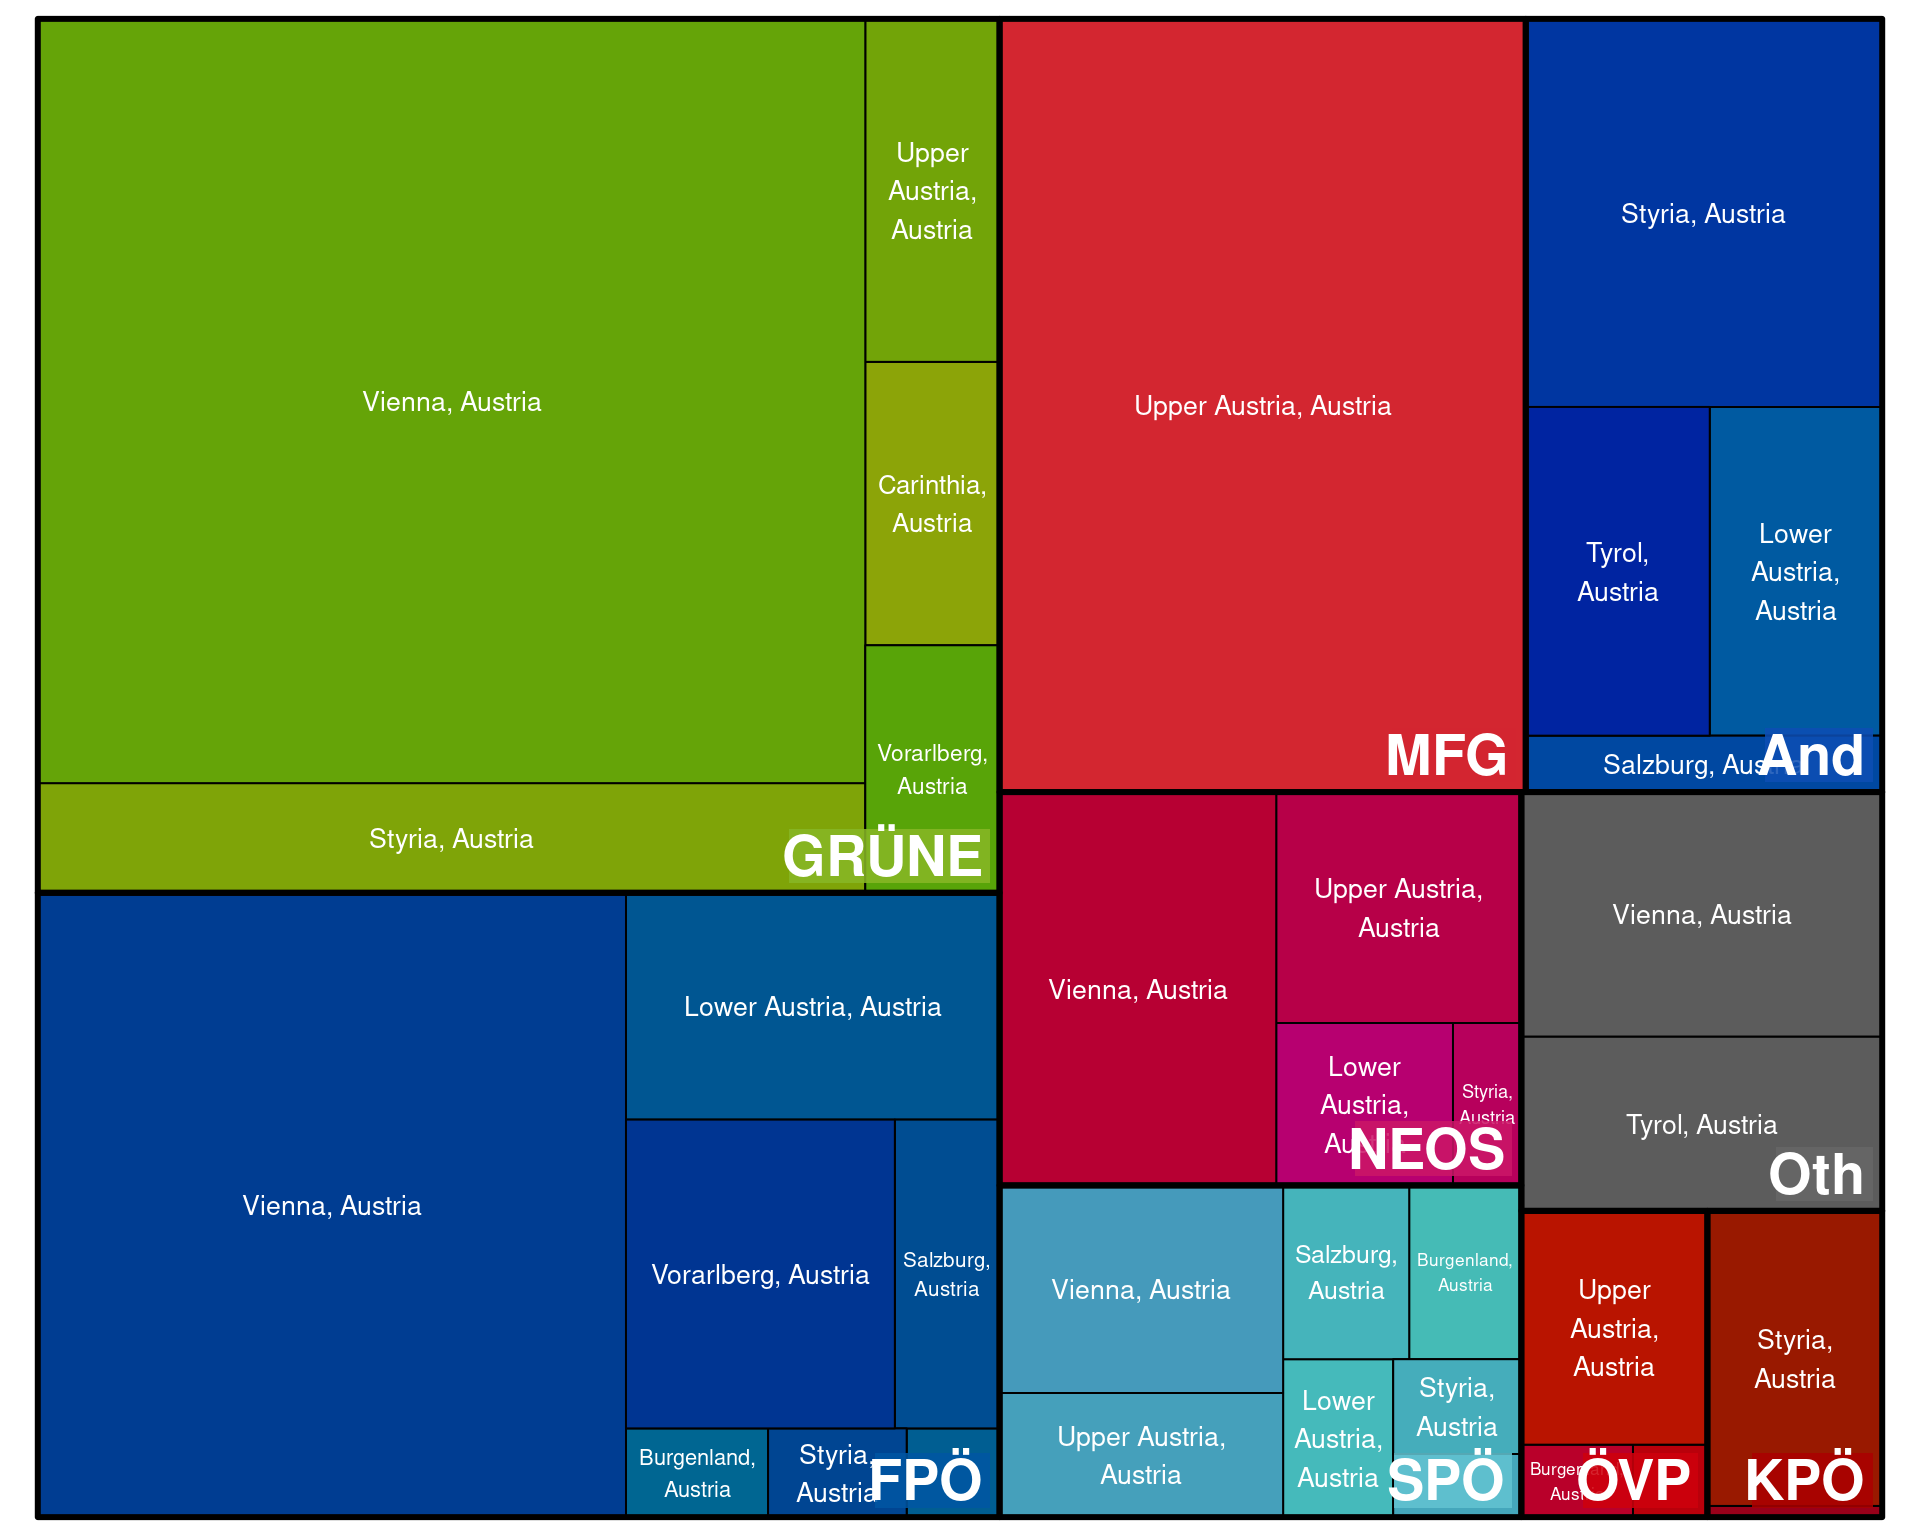 Vienna, Austria
Upper
Austria,
Austria
Carinthia,
Austria
Vorarlberg,
Austria
Styria, Austria
GRÜNE
Upper Austria, Austria
MFG
Styria, Austria
Tyrol,
Austria
Lower
Austria,
Austria
Salzburg, Austria
And
Vienna, Austria
Lower Austria, Austria
Vorarlberg, Austria
Salzburg,
Austria
Burgenland,
Austria
Styria,
Austria
FPÖ
Vienna, Austria
Upper Austria,
Austria
Lower
Austria,
Austria
Styria,
Austria
NEOS
Vienna, Austria
Tyrol, Austria
Oth
Vienna, Austria
Upper Austria,
Austria
Salzburg,
Austria
Burgenland,
Austria
Lower
Austria,
Austria
Styria,
Austria
SPÖ
Upper
Austria,
Austria
Burgenland,
Austria
ÖVP
Styria,
Austria
KPÖ